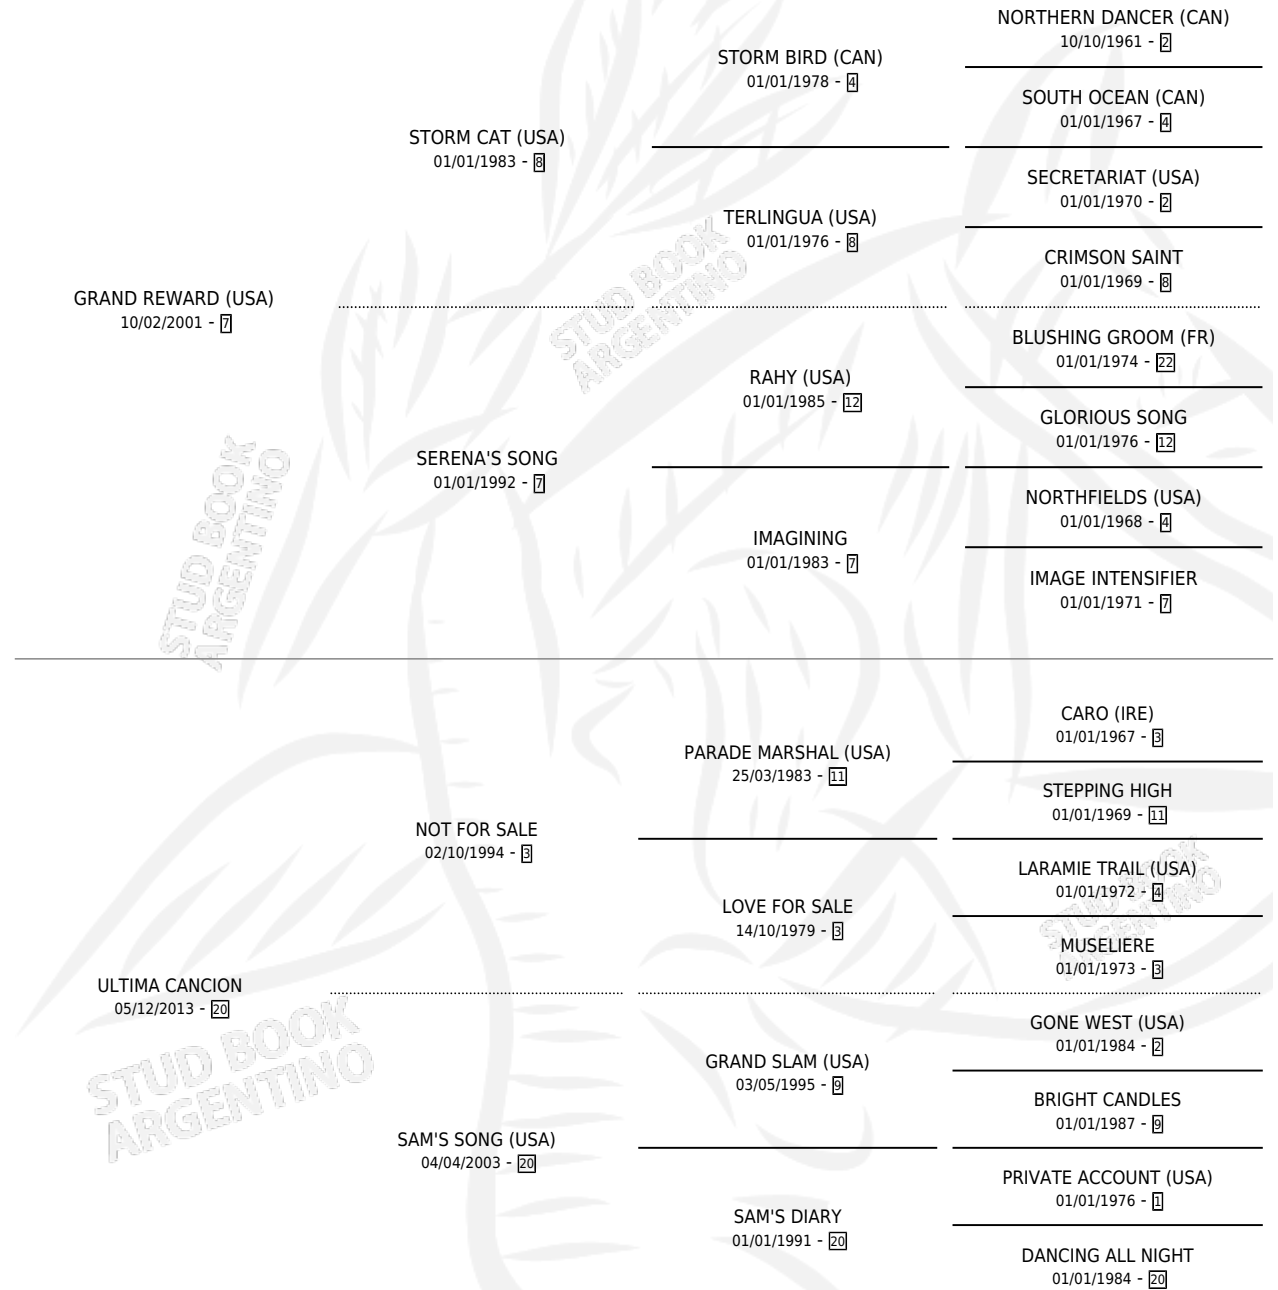 NORTHERN DANCER (CAN)
10/10/1961 - 2
STORM BIRD (CAN)
01/01/1978 - 4
SOUTH OCEAN (CAN)
01/01/1967 - 4
STORM CAT (USA)
01/01/1983 - 8
SECRETARIAT (USA)
01/01/1970 - 2
TERLINGUA (USA)
01/01/1976 - 8
CRIMSON SAINT
01/01/1969 - 8
GRAND REWARD (USA)
10/02/2001 - 7
STUD BOOK
ARGENTINO
BLUSHING GROOM (FR)
01/01/1974 - 22
RAHY (USA)
01/01/1985 - 12
GLORIOUS SONG
01/01/1976 - 12
SERENA'S SONG
01/01/1992 - 7
NORTHFIELDS (USA)
01/01/1968 - 4
IMAGINING
01/01/1983 - 7
IMAGE INTENSIFIER
01/01/1971 - 7
STUD BOOK
ARGENTINO
CARO (IRE)
01/01/1967 - 3
PARADE MARSHAL (USA)
25/03/1983 - 11
STEPPING HIGH
01/01/1969 - 11
NOT FOR SALE
02/10/1994 - 3
LARAMIE TRAIL (USA)
01/01/1972 - 4
STUD BOOK
ARGENTINO
LOVE FOR SALE
14/10/1979 - 3
MUSELIERE
01/01/1973 - 3
ULTIMA CANCION
05/12/2013 - 20
STUD BOOK
ARGENTINO
GONE WEST (USA)
01/01/1984 - 2
GRAND SLAM (USA)
03/05/1995 - 9
BRIGHT CANDLES
01/01/1987 - 9
SAM'S SONG (USA)
04/04/2003 - 20
PRIVATE ACCOUNT (USA)
01/01/1976 - 1
SAM'S DIARY
01/01/1991 - 20
DANCING ALL NIGHT
01/01/1984 - 20